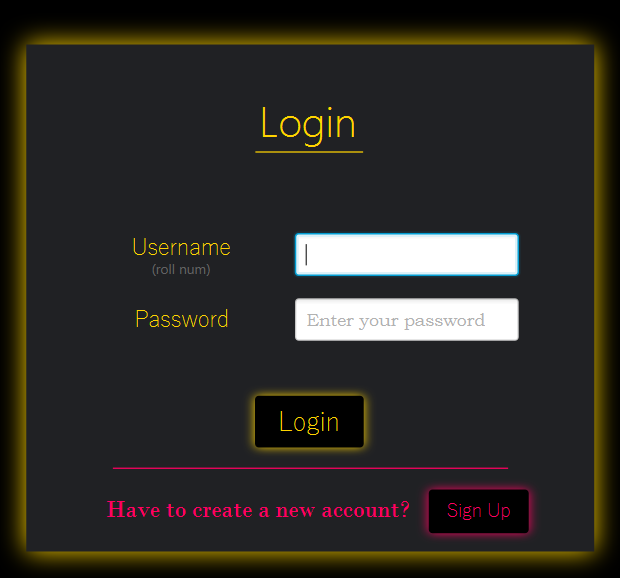 Login
Username
(roll num)
Password
Enter your password
Login
Have to create a new account?
Sign Up